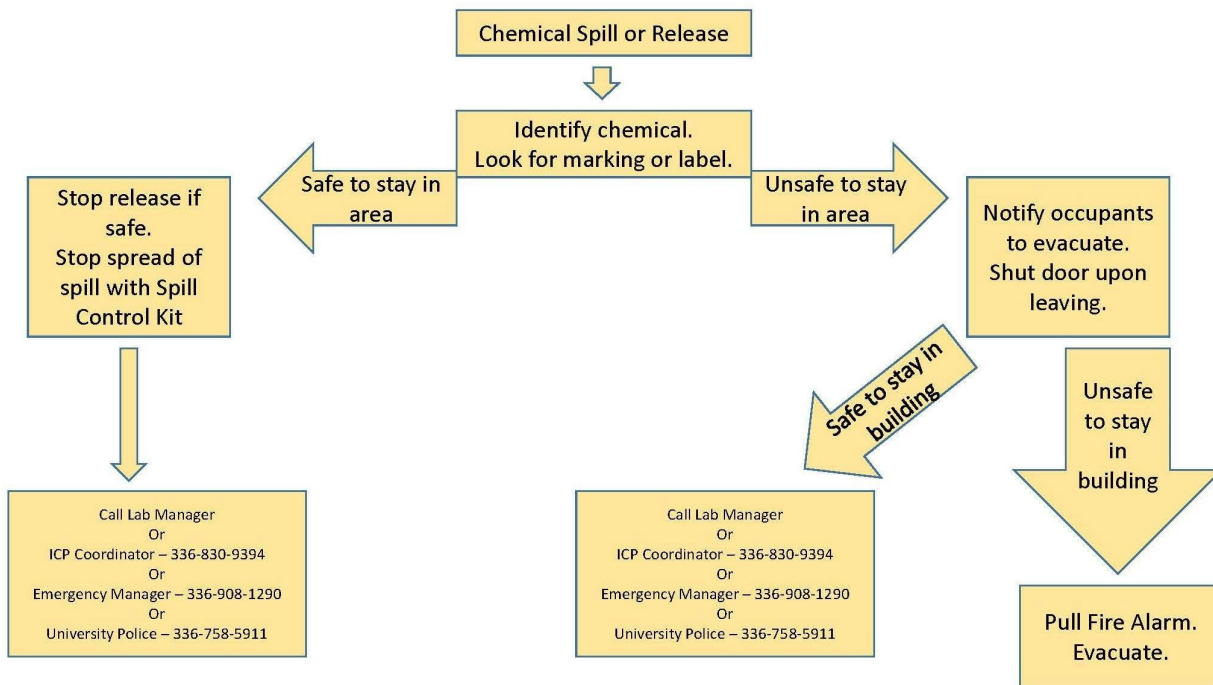 Chemical Spill or Release
Identify chemical.
Look for marking or label.
Safe to stay in
area
Unsafe to stay
in area
Stop release if
safe.
Stop spread of
spill with Spill
Control Kit
Notify occupants
to evacuate.
Shut door upon
leaving.
Safe to stay in
building
Unsafe
to stay
in
building
Call Lab Manager
Or
ICP Coordinator – 336-830-9394
Or
Emergency Manager – 336-908-1290
Or
University Police – 336-758-5911
Call Lab Manager
Or
ICP Coordinator – 336-830-9394
Or
Emergency Manager – 336-908-1290
Or
University Police – 336-758-5911
Pull Fire Alarm.
Evacuate.